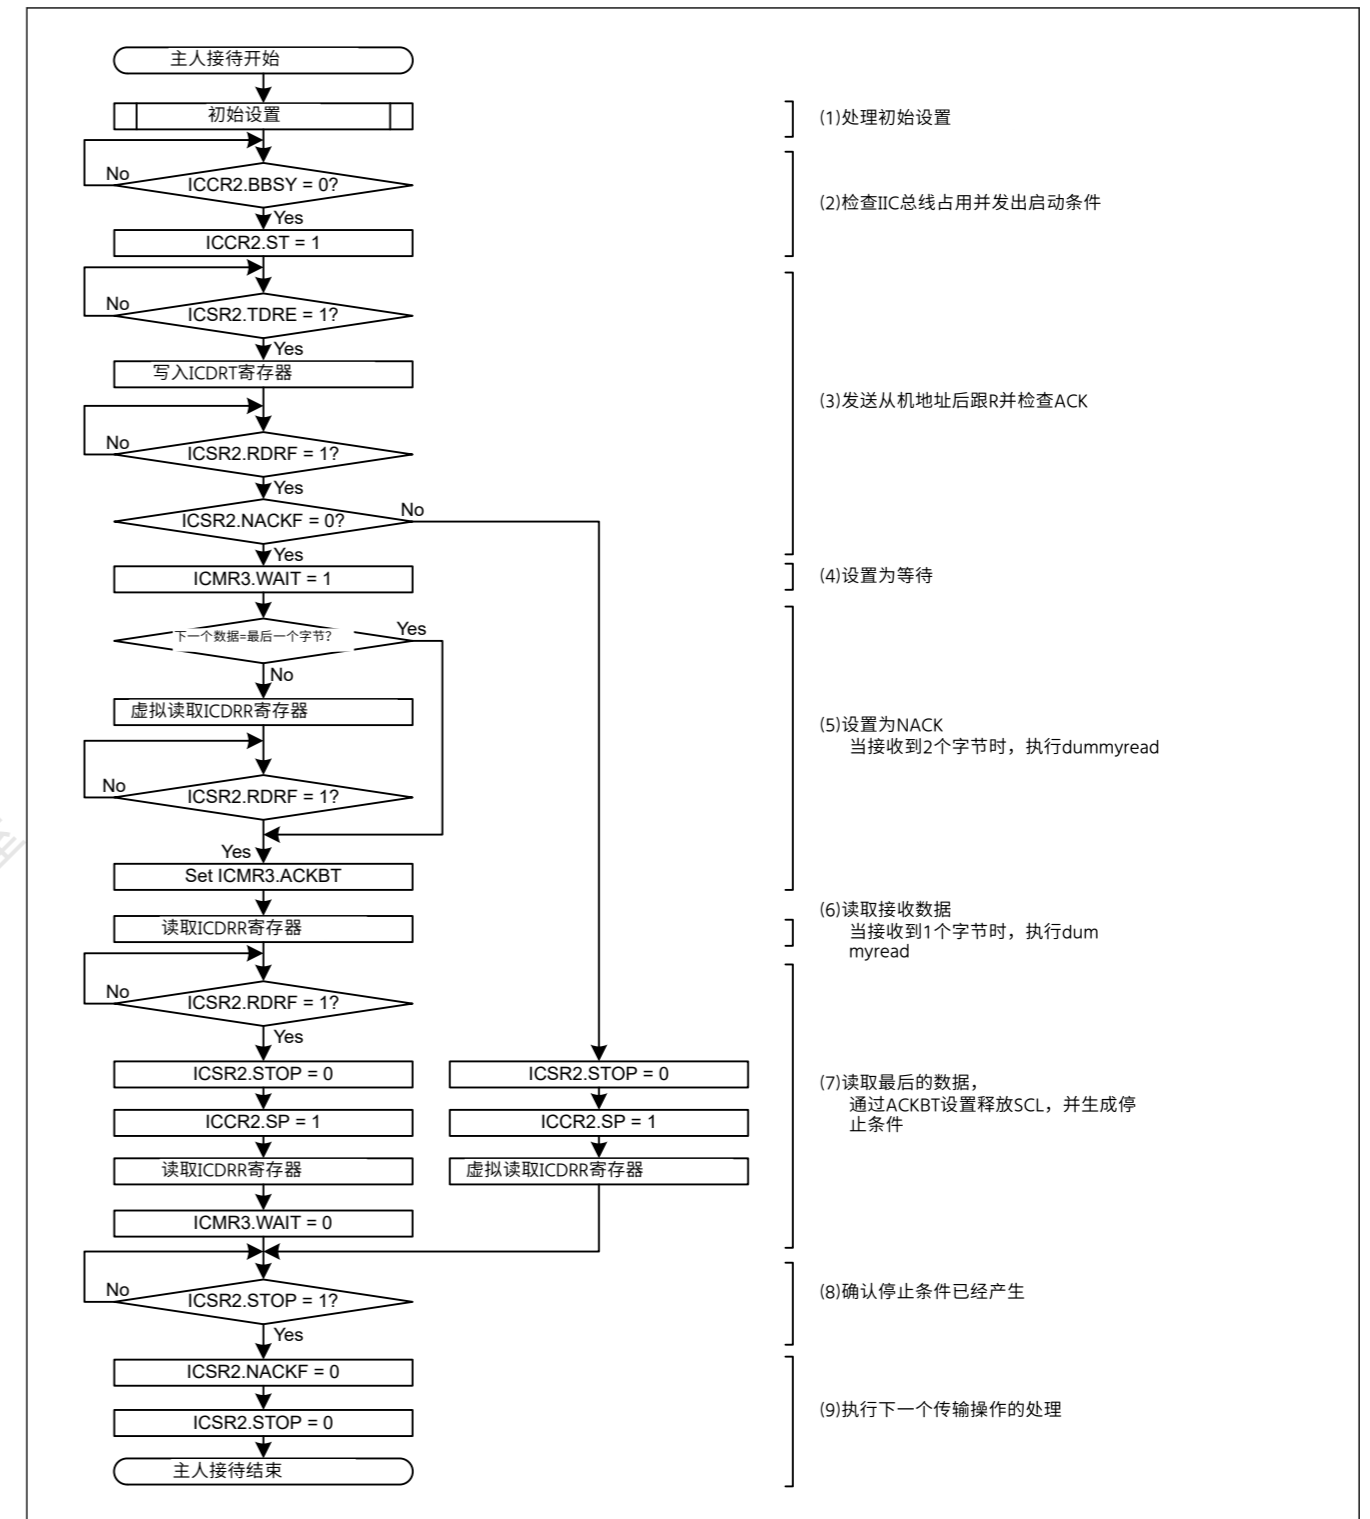 主人接待开始
初始设置
(1)处理初始设置
No
ICCR2.BBSY = 0?
Yes
(2)检查IIC总线占用并发出启动条件
ICCR2.ST = 1
No
ICSR2.TDRE = 1?
Yes
写入ICDRT寄存器
(3)发送从机地址后跟R并检查ACK
No
ICSR2.RDRF = 1?
Yes
ICSR2.NACKF = 0?
No
Yes
ICMR3.WAIT = 1
(4)设置为等待
下一个数据=最后一个字节?
Yes
No
虚拟读取ICDRR寄存器
(5)设置为NACK
当接收到2个字节时，执行dummyread
No
ICSR2.RDRF = 1?
Yes
Set ICMR3.ACKBT
(6)读取接收数据
当接收到1个字节时，执行dum
myread
读取ICDRR寄存器
No
ICSR2.RDRF = 1?
Yes
ICSR2.STOP = 0
ICSR2.STOP = 0
(7)读取最后的数据，
通过ACKBT设置释放SCL，并生成停
止条件
ICCR2.SP = 1
ICCR2.SP = 1
读取ICDRR寄存器
虚拟读取ICDRR寄存器
ICMR3.WAIT = 0
No
ICSR2.STOP = 1?
Yes
(8)确认停止条件已经产生
ICSR2.NACKF = 0
(9)执行下一个传输操作的处理
ICSR2.STOP = 0
主人接待结束